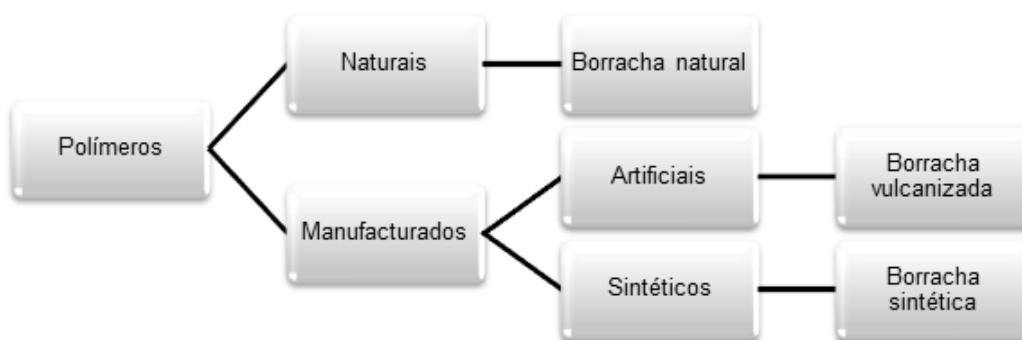 Polímeros
Naturais
Borracha natural
Manufacturados
Artificiais
Borracha
vulcanizada
Sintéticos
Borracha
sintética